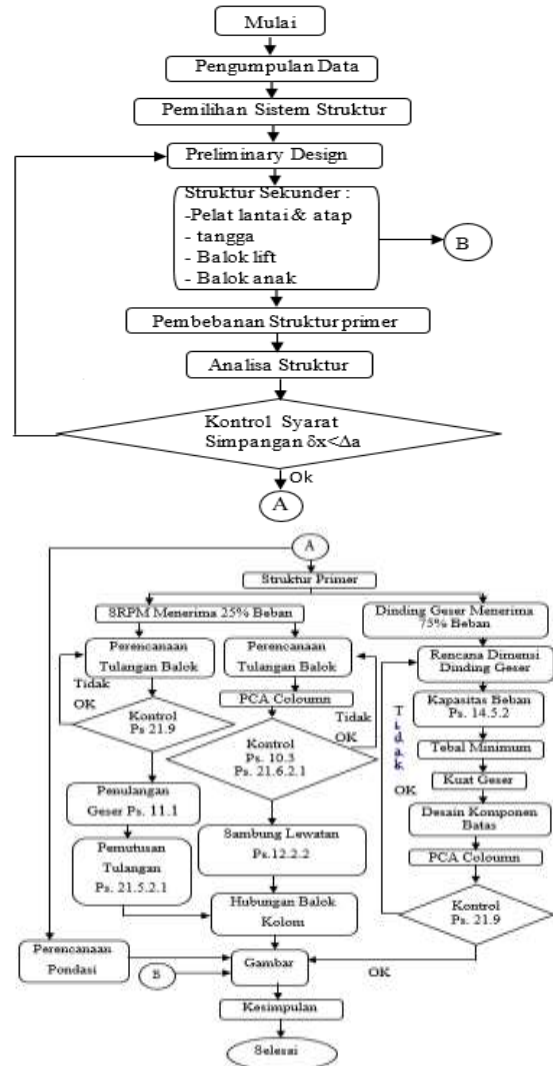 Mulai
Pengumpulan Data
Pemilihan Sistem Struktur
Preliminary Design
Struktur Sekunder :
-Pelat lantai & atap
- tangga
- Balok lift
- Balok anak
B
Pembebanan Struktur primer
Analisa Struktur
Kontrol Syarat
Simpangan δx<Δa
Ok
A
A
Struktur Primer
SRPM Menerima 25% Beban
Dinding Geser Menerima
75% Beban
Perencanaan
Tulangan Balok
Tidak
OK
Kontrol
Ps 21.9
Penulangan
Geser Ps. 11.1
Pemutusan
Tulangan
Ps. 21.5.2.1
Perencanaan
Tulangan Balok
PCA Coloumn
Tidak
OK
Kontrol
Ps. 10.3
Ps. 21.6.2.1
Sambung Lewatan
Ps.12.2.2
Hubungan Balok
Kolom
Rencana Dimensi
Dinding Geser
Kapasitas Beban
Ps. 14.5.2
Tidak
OK
Tebal Minimum
Kuat Geser
Desain Komponen
Batas
PCA Coloumn
Kontrol
Ps. 21.9
OK
Perencanaan
Pondasi
B
Gambar
Kesimpulan
Selesai